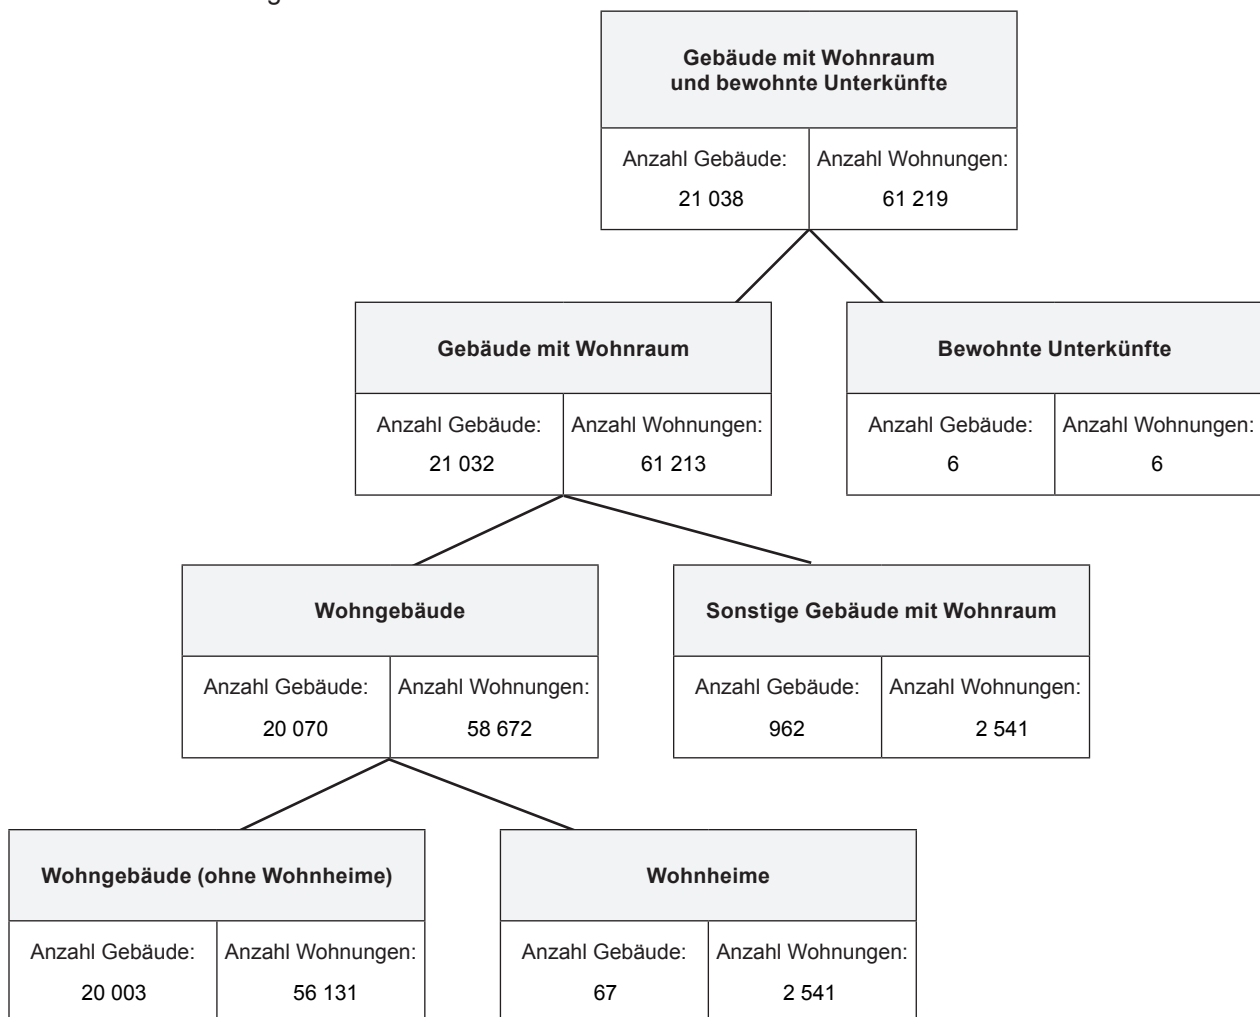 Gebäude mit Wohnraum
und bewohnte Unterkünfte
Anzahl Gebäude: Anzahl Wohnungen:
21 038 61 219
Gebäude mit Wohnraum Bewohnte Unterkünfte
Anzahl Gebäude: Anzahl Wohnungen: Anzahl Gebäude: Anzahl Wohnungen:
21 032 61 213 6 6
Wohngebäude Sonstige Gebäude mit Wohnraum
Anzahl Gebäude: Anzahl Wohnungen: Anzahl Gebäude: Anzahl Wohnungen:
20 070 58 672 962 2 541
Wohngebäude (ohne Wohnheime) Wohnheime
Anzahl Gebäude: Anzahl Wohnungen: Anzahl Gebäude: Anzahl Wohnungen:
20 003 56 131 67 2 541